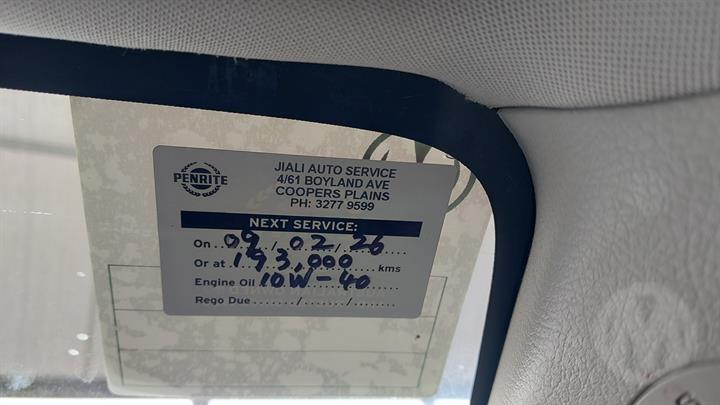 PENRITE
JIALI AUTO SERVICE
4/61 BOYLAND AVE
COOPERS PLAINS
PH: 3277 9599
NEXT SERVICE:
On 09/02/26
Or at 193,000 kms
Engine Oil 10W-40
Rego Due ....../....../........